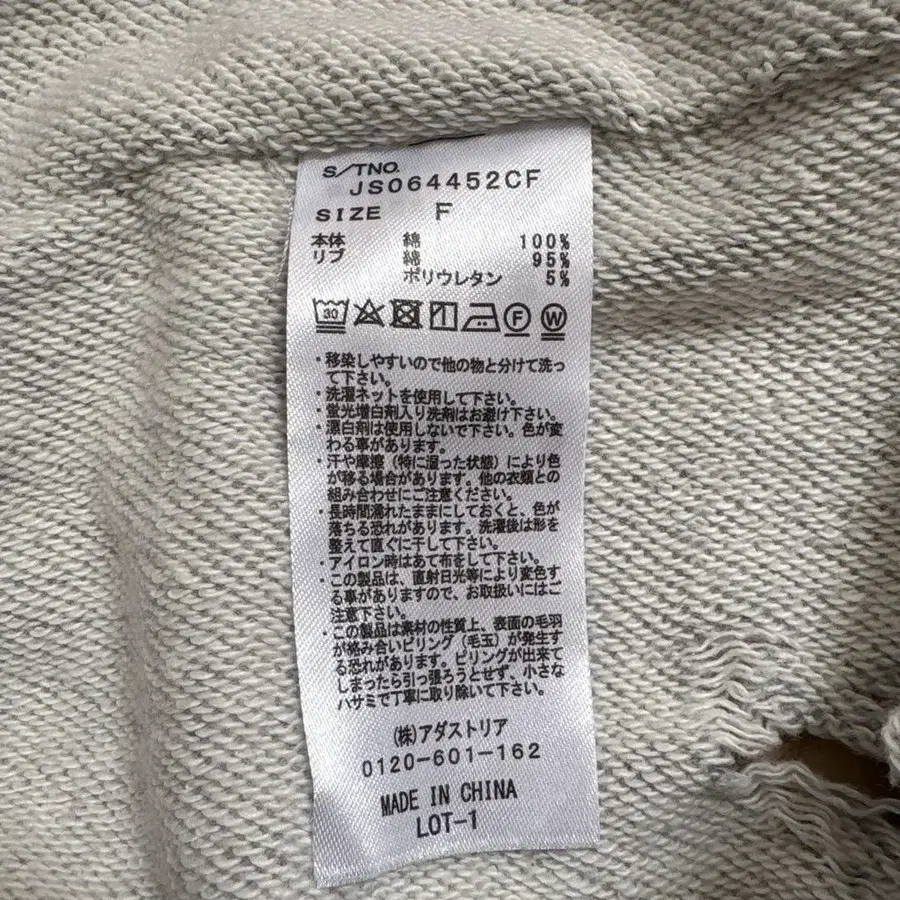 S/TNO.
JS064452CF
SIZE F
本体 綿 100%
リブ 綿 95%
ポリウレタン 5%
30 F W
・移染しやすいので他の物と分けて洗っ
て下さい。
・洗濯ネットを使用して下さい。
・蛍光増白剤入り洗剤はお避け下さい。
・漂白剤は使用しないで下さい。色が変
わる事があります。
・汗や摩擦（特に湿った状態）により色
が移る場合があります。他の衣類との
組み合わせにご注意ください。
・長時間濡れたままにしておくと、色が
落ちる恐れがあります。洗濯後は形を
整えて直ぐに干して下さい。
・アイロン時はあて布をして下さい。
・この製品は、直射日光等により変色す
る事がありますので、お取扱いにはご
注意下さい。
・この製品は素材の性質上、表面の毛羽
が絡み合いピリング（毛玉）が発生す
る恐れがあります。ピリングが出来て
しまったら引っ張ろうとせず、小さな
ハサミで丁寧に取り除いて下さい。
(株)アダストリア
0120-601-162
MADE IN CHINA
LOT-1